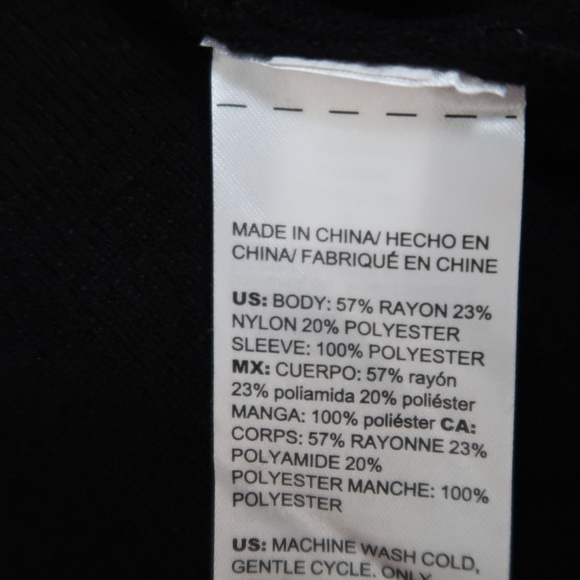 MADE IN CHINA/ HECHO EN
CHINA/ FABRIQUÉ EN CHINE
US: BODY: 57% RAYON 23%
NYLON 20% POLYESTER
SLEEVE: 100% POLYESTER
MX: CUERPO: 57% rayón
23% poliamida 20% poliéster
MANGA: 100% poliéster CA:
CORPS: 57% RAYONNE 23%
POLYAMIDE 20%
POLYESTER MANCHE: 100%
POLYESTER
US: MACHINE WASH COLD,
GENTLE CYCLE. ONLY